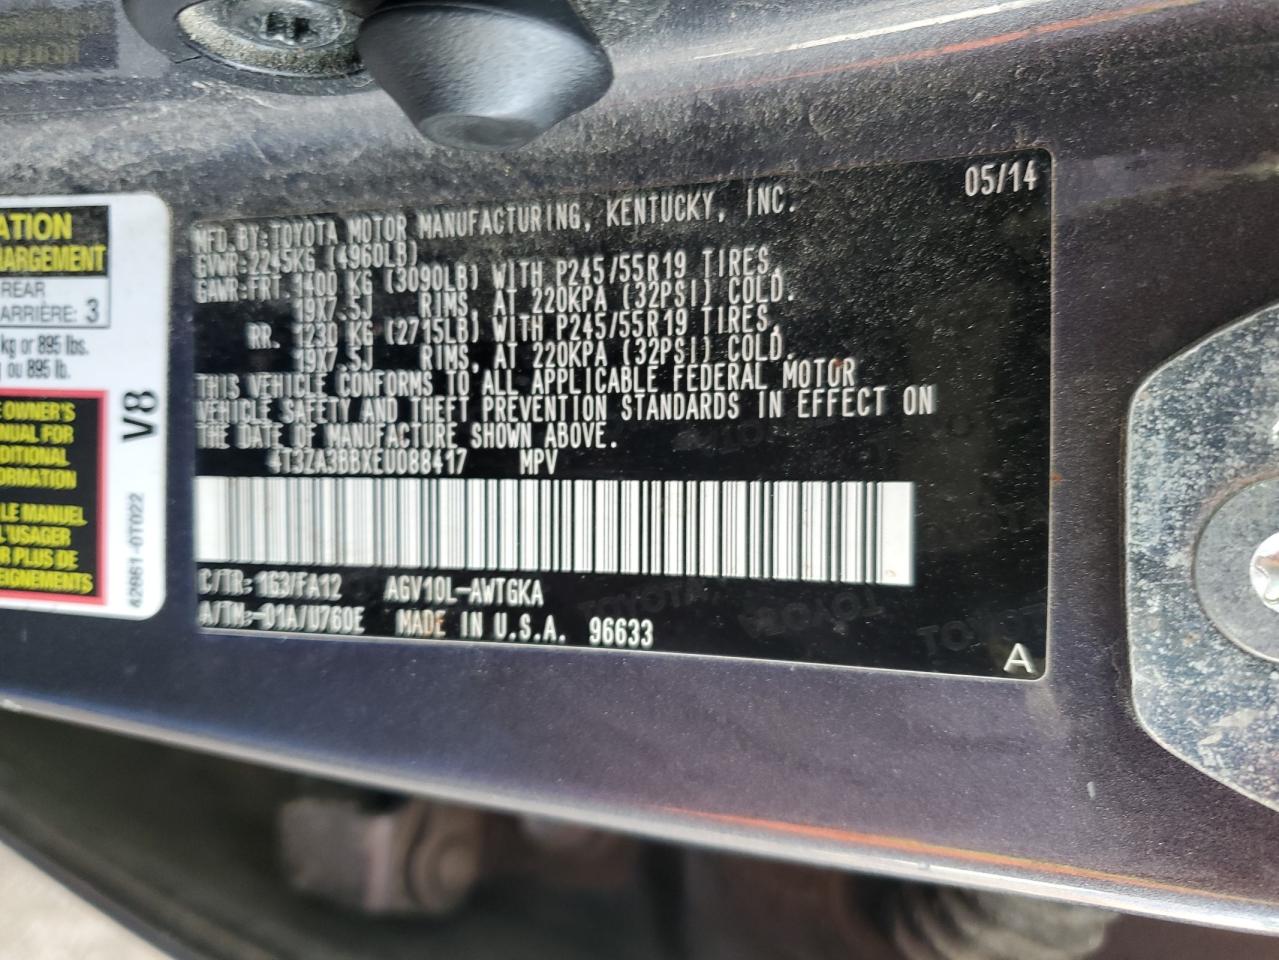 05/14
MFD.BY:TOYOTA MOTOR MANUFACTURING, KENTUCKY, INC.
GVWR:2245KG (4960LB)
GAWR:FRT. 1400 KG (3090LB) WITH P245/55R19 TIRES,
19X7.5J RIMS, AT 220KPA (32PSI) COLD.
RR. 1230 KG (2715LB) WITH P245/55R19 TIRES,
19X7.5J RIMS, AT 220KPA (32PSI) COLD.
THIS VEHICLE CONFORMS TO ALL APPLICABLE FEDERAL MOTOR
VEHICLE SAFETY AND THEFT PREVENTION STANDARDS IN EFFECT ON
THE DATE OF MANUFACTURE SHOWN ABOVE.
4T3ZA3BBXEU088417 MPV
C/TR: 1G3/FA12 AGV10L-AWTGKA
A/TM:-01A/U760E MADE IN U.S.A. 96633
A
ATION
ARGEMENT
REAR
ARRIÈRE: 3
kg or 895 lbs.
ou 895 lb.
E OWNER'S
NUAL FOR
DITIONAL
RMATION
LE MANUEL
L'USAGER
R PLUS DE
EIGNEMENTS
V8
42661-0T022
TOYOTA
TOYOTA
TOYOT